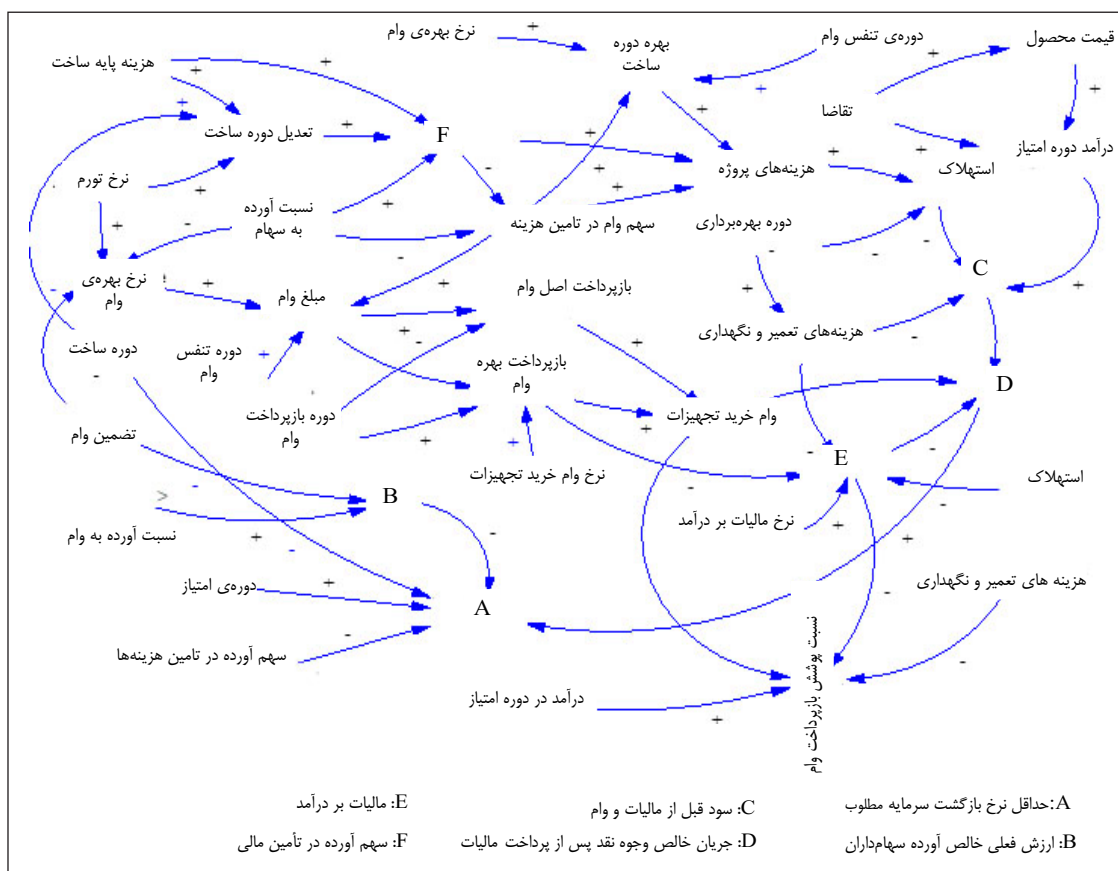 نرخ بهره‌ی وام
بهره دوره
ساخت
دوره‌ی تنفس وام
قیمت محصول
هزینه پایه ساخت
تقاضا
تعدیل دوره ساخت
F
درآمد دوره امتیاز
هزینه‌های پروژه
استهلاک
نرخ تورم
نسبت آورده
به سهام
سهم وام در تامین هزینه
دوره بهره‌برداری
C
نرخ بهره‌ی
وام
مبلغ وام
بازپرداخت اصل وام
هزینه‌های تعمیر و نگهداری
دوره ساخت
دوره تنفس
وام
بازپرداخت بهره
وام
D
دوره بازپرداخت
وام
وام خرید تجهیزات
تضمین وام
E
نرخ وام خرید تجهیزات
استهلاک
B
نرخ مالیات بر درآمد
نسبت آورده به وام
دوره‌ی امتیاز
A
هزینه های تعمیر و نگهداری
سهم آورده در تامین هزینه‌ها
نسبت پوشش بازپرداخت وام
درآمد در دوره امتیاز
A: حداقل نرخ بازگشت سرمایه مطلوب
C: سود قبل از مالیات و وام
E: مالیات بر درآمد
B: ارزش فعلی خالص آورده سهام‌داران
D: جریان خالص وجوه نقد پس از پرداخت مالیات
F: سهم آورده در تأمین مالی